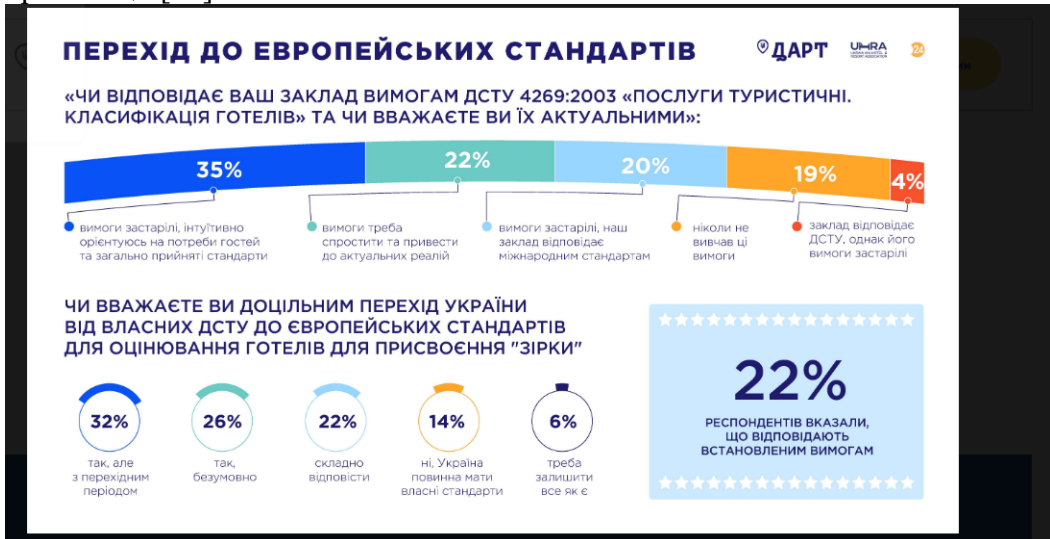 ПЕРЕХІД ДО ЕВРОПЕЙСЬКИХ СТАНДАРТІВ
ДАРТ
UHRA
24
«ЧИ ВІДПОВІДАЄ ВАШ ЗАКЛАД ВИМОГАМ ДСТУ 4269:2003 «ПОСЛУГИ ТУРИСТИЧНІ.
КЛАСИФІКАЦІЯ ГОТЕЛІВ» ТА ЧИ ВВАЖАЄТЕ ВИ ЇХ АКТУАЛЬНИМИ»:
35%
22%
20%
19%
4%
вимоги застарілі, інтуїтивно
орієнтуюсь на потреби гостей
та загально прийняті стандарти
вимоги треба
спростити та привести
до актуальних реалій
вимоги застарілі, наш
заклад відповідає
міжнародним стандартам
ніколи не
вивчав ці
вимоги
заклад відповідає
ДСТУ, однак його
вимоги застарілі
ЧИ ВВАЖАЄТЕ ВИ ДОЦІЛЬНИМ ПЕРЕХІД УКРАЇНИ
ВІД ВЛАСНИХ ДСТУ ДО ЄВРОПЕЙСЬКИХ СТАНДАРТІВ
ДЛЯ ОЦІНЮВАННЯ ГОТЕЛІВ ДЛЯ ПРИСВОЄННЯ "ЗІРКИ"
32%
так, але
з перехідним
періодом
26%
так,
безумовно
22%
складно
відповісти
14%
ні, Україна
повинна мати
власні стандарти
6%
треба
залишити
все як є
22%
РЕСПОНДЕНТІВ ВКАЗАЛИ,
ЩО ВІДПОВІДАЮТЬ
ВСТАНОВЛЕНИМ ВИМОГАМ